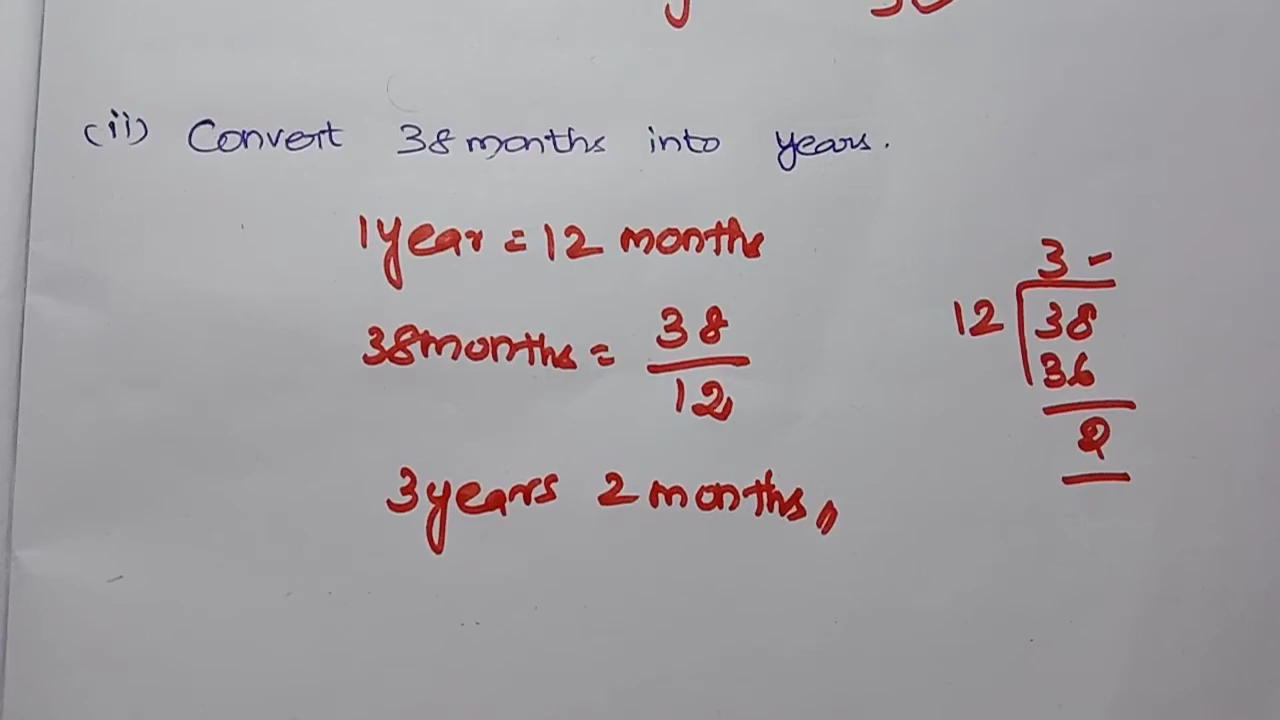 (ii) Convert 38 months into years.
1 year = 12 months
38 months = 38/12
3 years 2 months
3 -
12 38
36
2